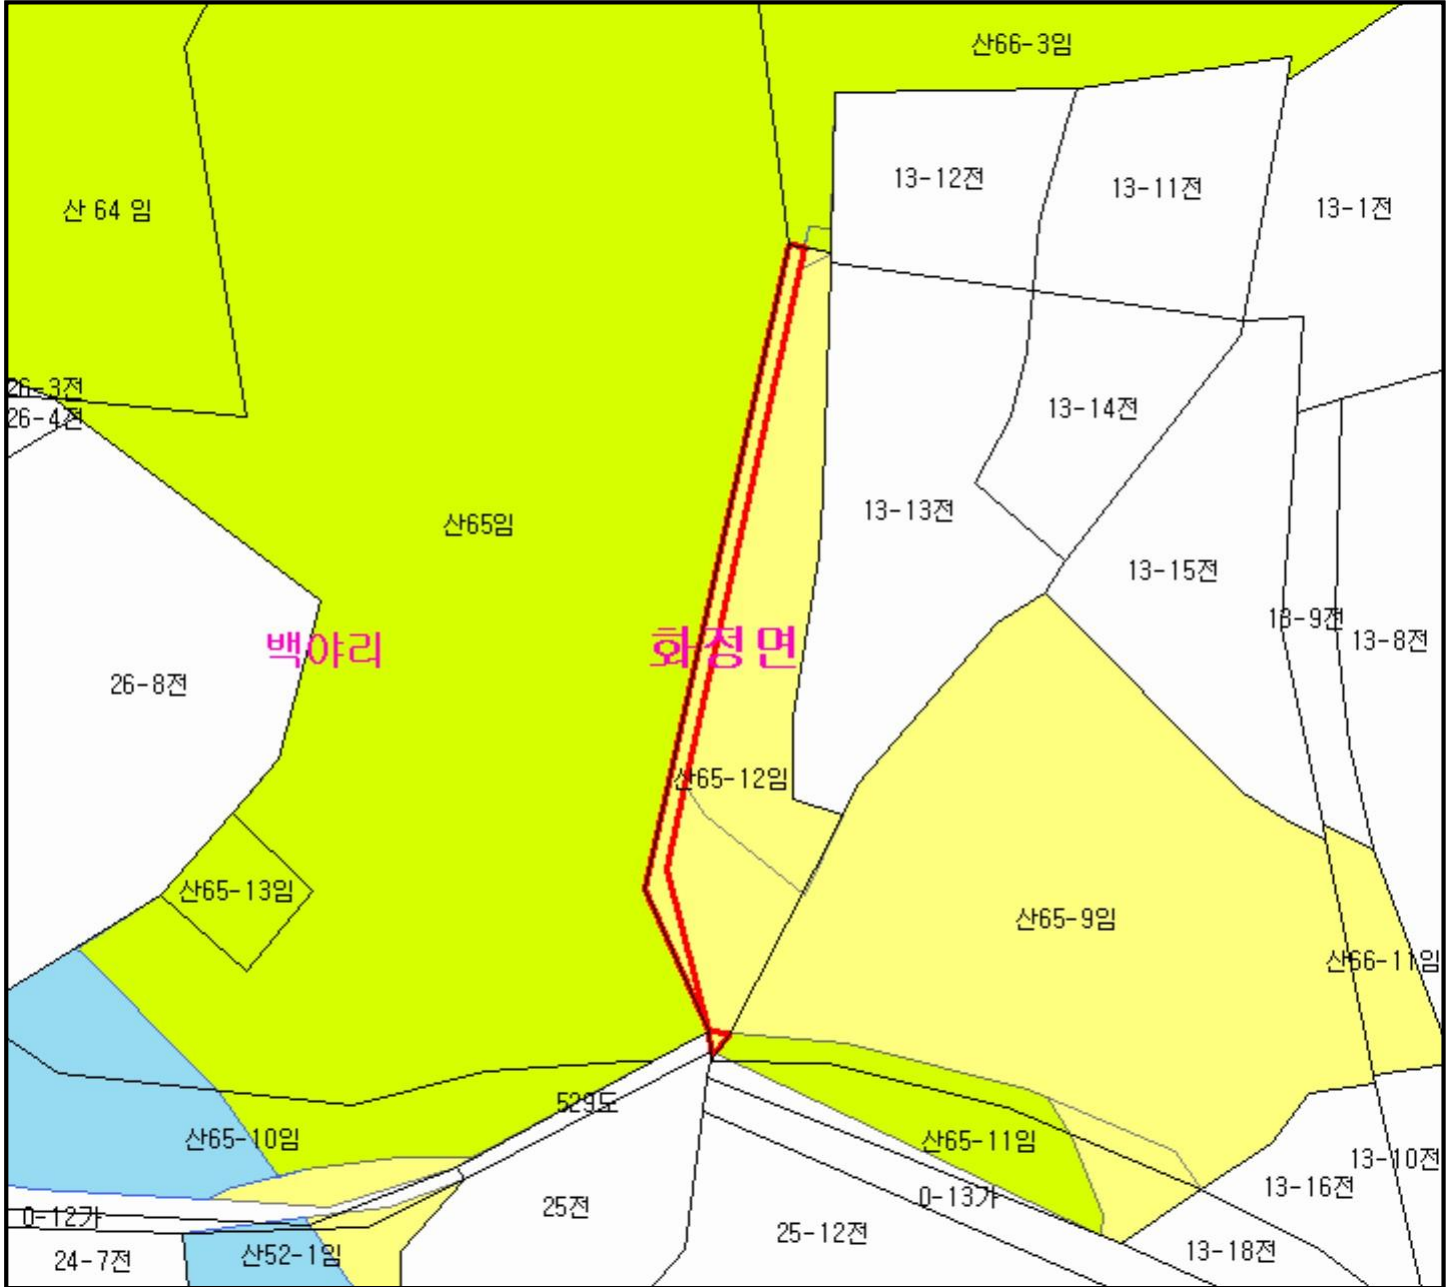 산66-3임
13-12전
13-11전
13-1전
산 64 임
26-3전
26-4전
13-14전
13-13전
산65임
13-15전
13-9전
13-8전
백야리
화정면
26-8전
산65-12임
산65-13임
산65-9임
산66-11임
529도
산65-10임
산65-11임
13-10전
13-16전
0-13가
25전
0-12가
25-12전
13-18전
24-7전
산52-1임